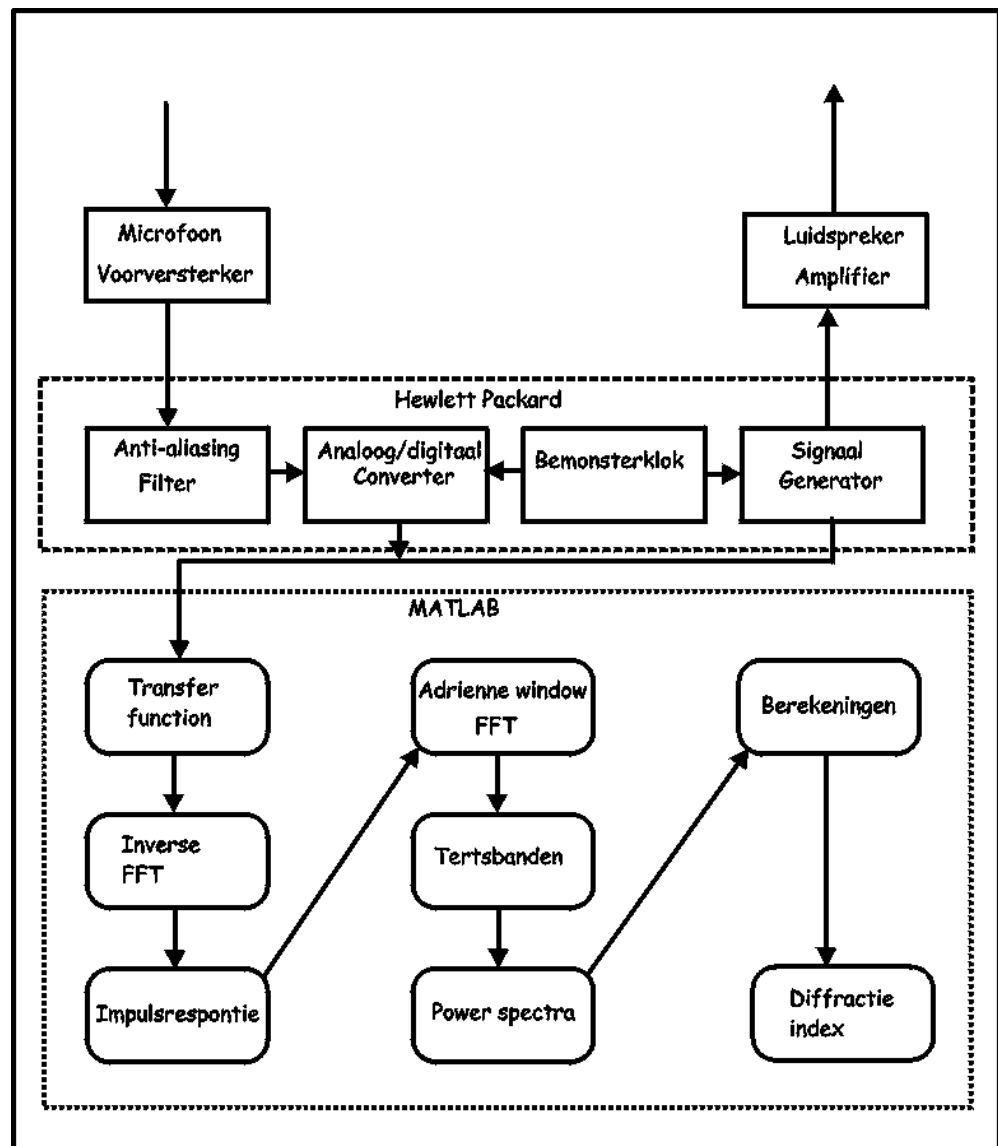 Microfoon
Voorversterker
Luidspreker
Amplifier
Hewlett Packard
Anti-aliasing
Filter
Analoog/digitaal
Converter
Bemonsterklok
Signaal
Generator
MATLAB
Transfer
function
Adrienne window
FFT
Berekeningen
Inverse
FFT
Tertsbanden
Impulsrespontie
Power spectra
Diffractie
index